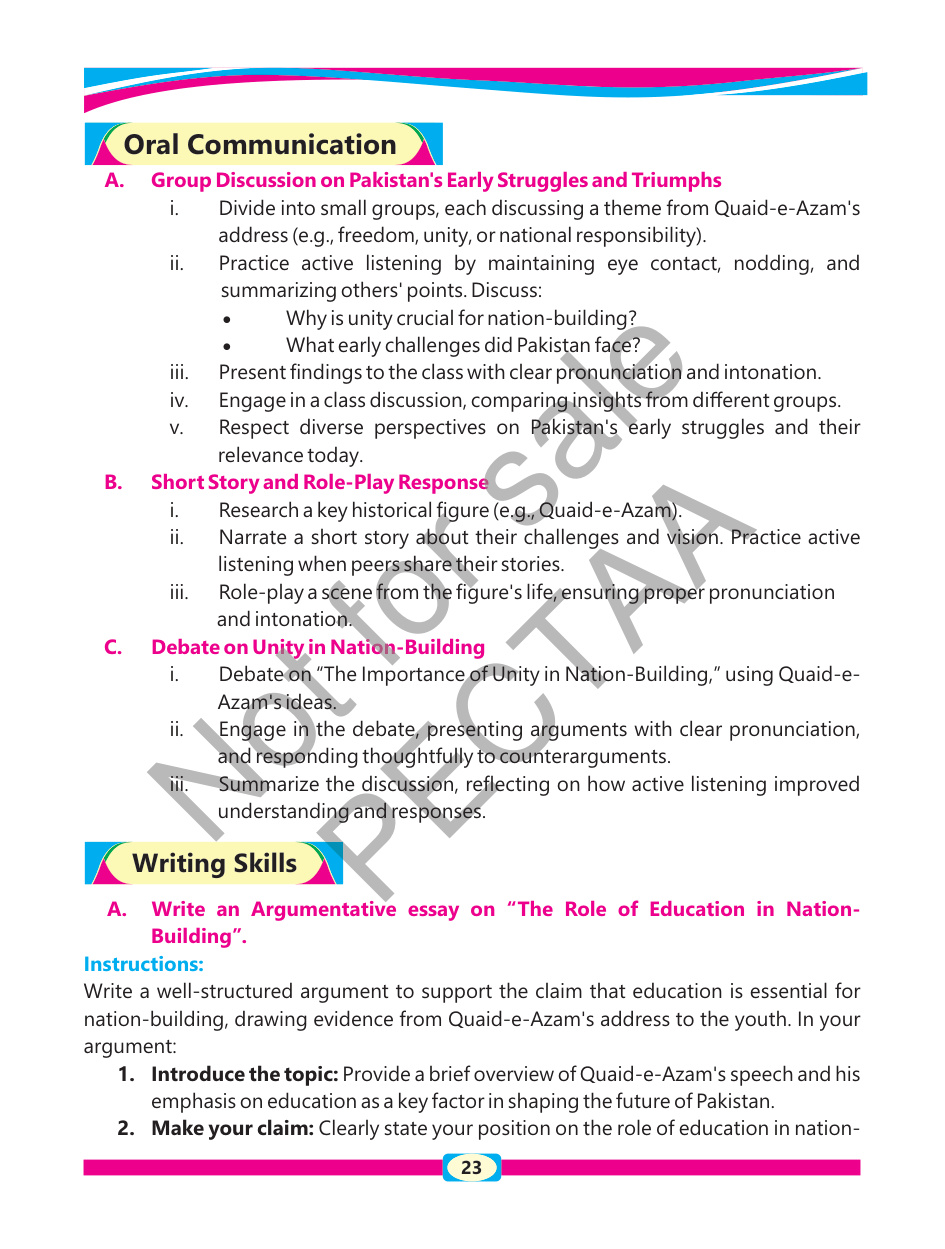 Oral Communication
A. Group Discussion on Pakistan's Early Struggles and Triumphs
i. Divide into small groups, each discussing a theme from Quaid-e-Azam's
address (e.g., freedom, unity, or national responsibility).
ii. Practice active listening by maintaining eye contact, nodding, and
summarizing others' points. Discuss:
• Why is unity crucial for nation-building?
• What early challenges did Pakistan face?
iii. Present findings to the class with clear pronunciation and intonation.
iv. Engage in a class discussion, comparing insights from different groups.
v. Respect diverse perspectives on Pakistan's early struggles and their
relevance today.
B. Short Story and Role-Play Response
i. Research a key historical figure (e.g., Quaid-e-Azam).
ii. Narrate a short story about their challenges and vision. Practice active
listening when peers share their stories.
iii. Role-play a scene from the figure's life, ensuring proper pronunciation
and intonation.
C. Debate on Unity in Nation-Building
i. Debate on “The Importance of Unity in Nation-Building,” using Quaid-e-
Azam's ideas.
ii. Engage in the debate, presenting arguments with clear pronunciation,
and responding thoughtfully to counterarguments.
iii. Summarize the discussion, reflecting on how active listening improved
understanding and responses.
Writing Skills
A. Write an Argumentative essay on “The Role of Education in Nation-
Building”.
Instructions:
Write a well-structured argument to support the claim that education is essential for
nation-building, drawing evidence from Quaid-e-Azam's address to the youth. In your
argument:
1. Introduce the topic: Provide a brief overview of Quaid-e-Azam's speech and his
emphasis on education as a key factor in shaping the future of Pakistan.
2. Make your claim: Clearly state your position on the role of education in nation-
23
Not for sale
PECTAA